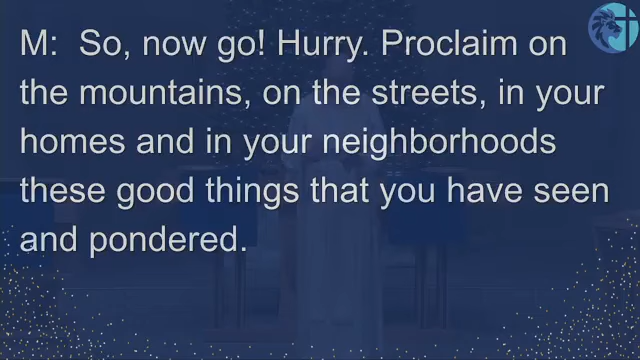 M:  So, now go! Hurry. Proclaim on
the mountains, on the streets, in your
homes and in your neighborhoods
these good things that you have seen
and pondered.